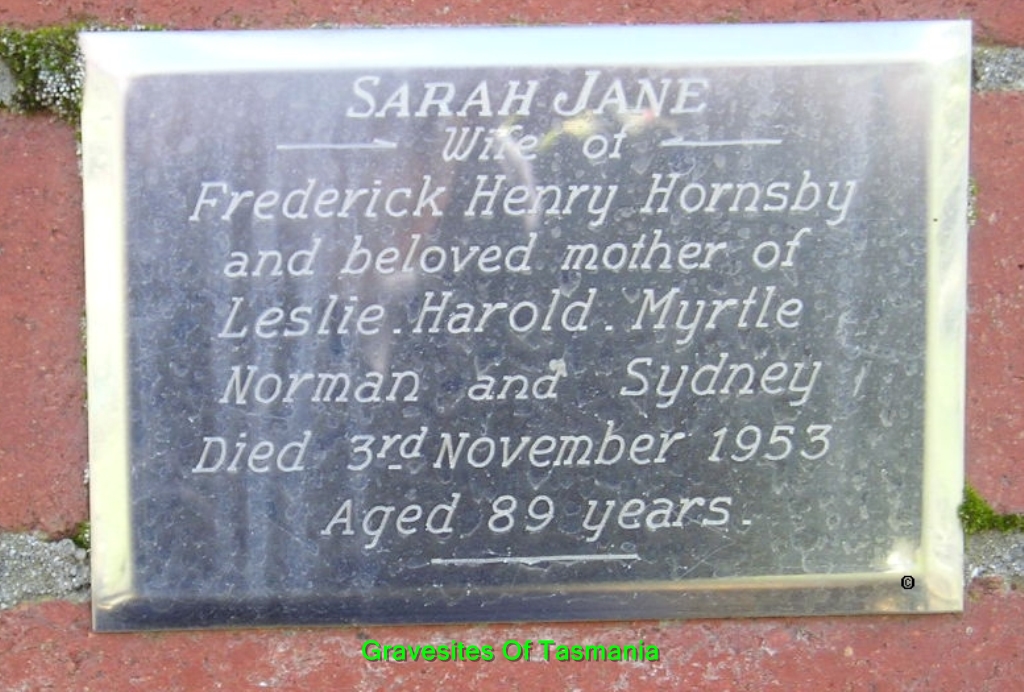 SARAH JANE
Wife of
Frederick Henry Hornsby
and beloved mother of
Leslie. Harold. Myrtle
Norman and Sydney
Died 3rd November 1953
Aged 89 years.
©
Gravesites Of Tasmania